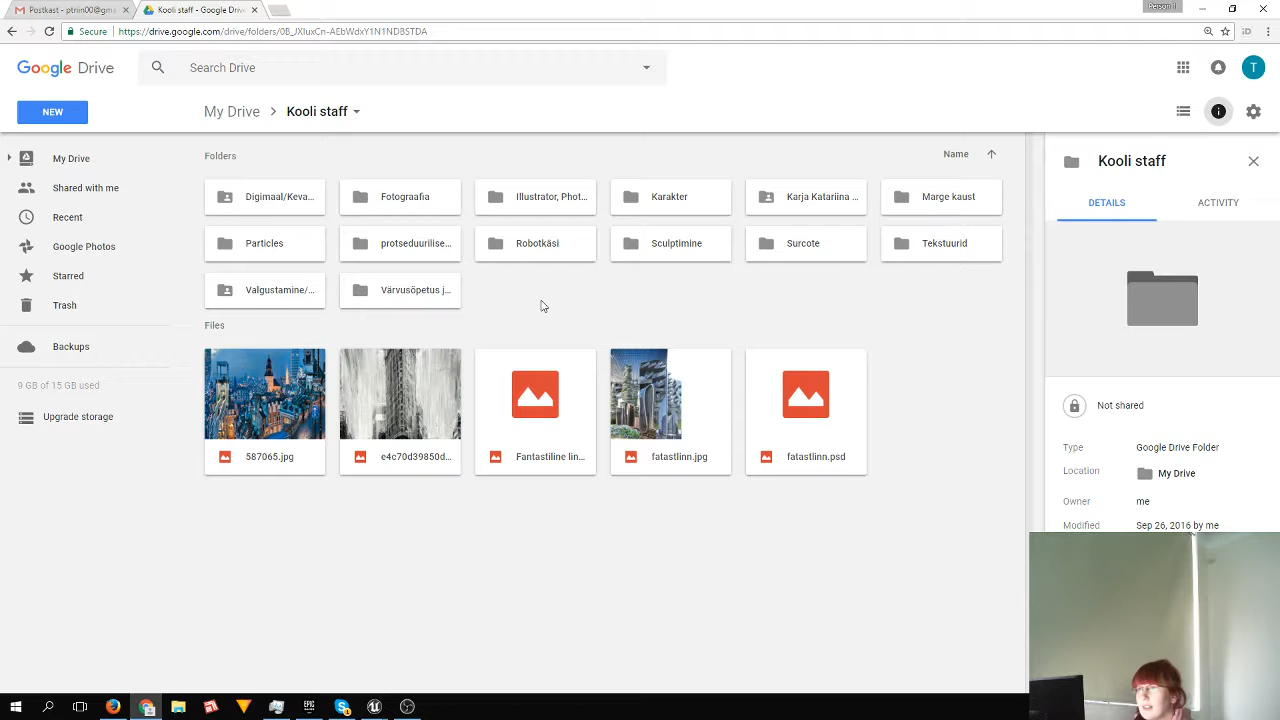 Postkast - ptriin00@gm
Kooli staff - Google Drive
Person 1
Secure
https://drive.google.com/drive/folders/0B_JXIuxCn-AEbWdxY1N1NDBSTDA
Google Drive
Search Drive
T
NEW
My Drive > Kooli staff
My Drive
Shared with me
Recent
Google Photos
Starred
Trash
Backups
9 GB of 15 GB used
Upgrade storage
Folders
Name
Digimaal/Keva...
Fotograafia
Illustrator, Phot...
Karakter
Karja Katariina ...
Marge kaust
Particles
protseduurilise...
Robotkäsi
Sculptimine
Surcote
Tekstuurid
Valgustamine/...
Värvusõpetus j...
Files
587065.jpg
e4c70d39850d...
Fantastiline lin...
fatastlinn.jpg
fatastlinn.psd
Kooli staff
DETAILS
ACTIVITY
Not shared
Type Google Drive Folder
Location My Drive
Owner me
Modified Sep 26, 2016 by me